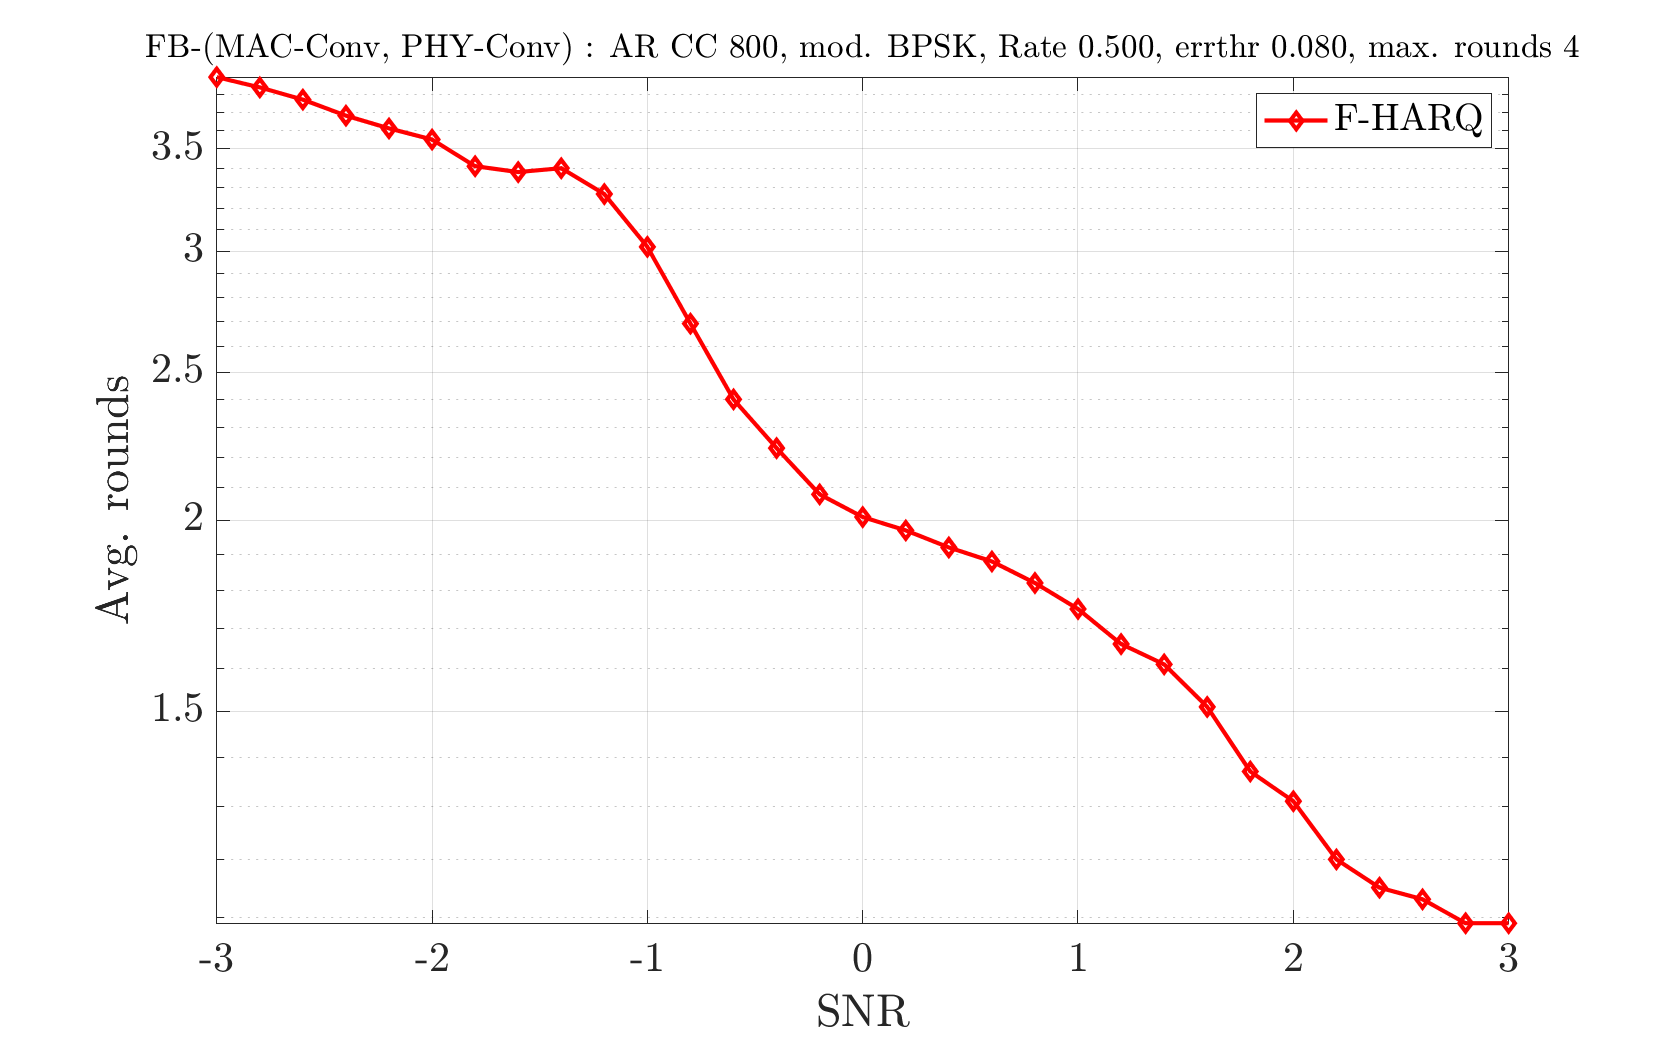 FB-(MAC-Conv, PHY-Conv) : AR CC 800, mod. BPSK, Rate 0.500, errthr 0.080, max. rounds 4
F-HARQ
3.5
3
2.5
2
1.5
Avg. rounds
-3 -2 -1 0 1 2 3
SNR